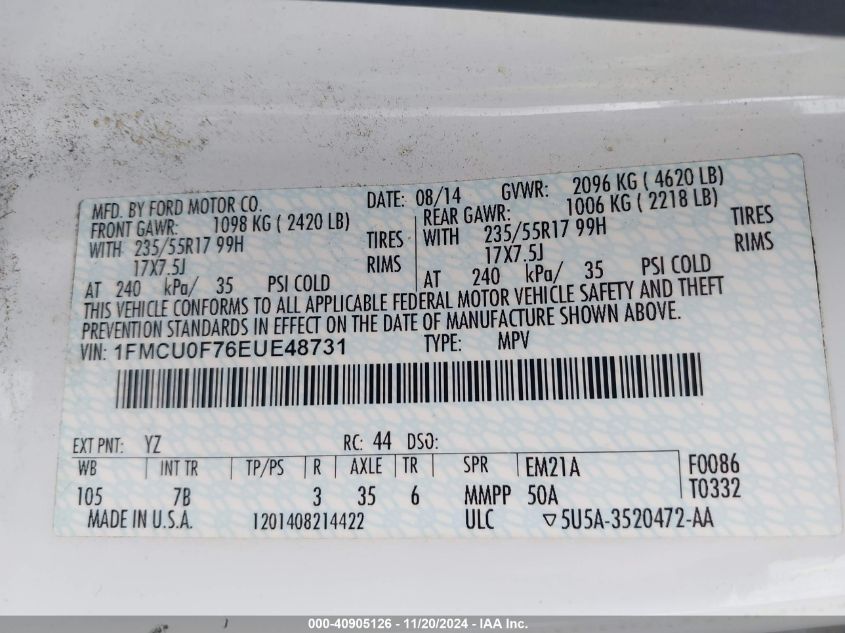 MFD. BY FORD MOTOR CO. DATE: 08/14 GVWR: 2096 KG ( 4620 LB)
FRONT GAWR: 1098 KG ( 2420 LB) REAR GAWR: 1006 KG ( 2218 LB)
WITH 235/55R17 99H TIRES WITH 235/55R17 99H TIRES
17X7.5J RIMS 17X7.5J RIMS
AT 240 kPa/ 35 PSI COLD AT 240 kPa/ 35 PSI COLD
THIS VEHICLE CONFORMS TO ALL APPLICABLE FEDERAL MOTOR VEHICLE SAFETY AND THEFT
PREVENTION STANDARDS IN EFFECT ON THE DATE OF MANUFACTURE SHOWN ABOVE.
VIN: 1FMCU0F76EUE48731 TYPE: MPV
EXT PNT: YZ RC: 44 DSO:
WB INT TR TP/PS R AXLE TR SPR EM21A F0086
105 7B 3 35 6 MMPP 50A T0332
MADE IN U.S.A. 1201408214422 ULC ▽5U5A-3520472-AA
000-40905126 - 11/20/2024 - IAA Inc.